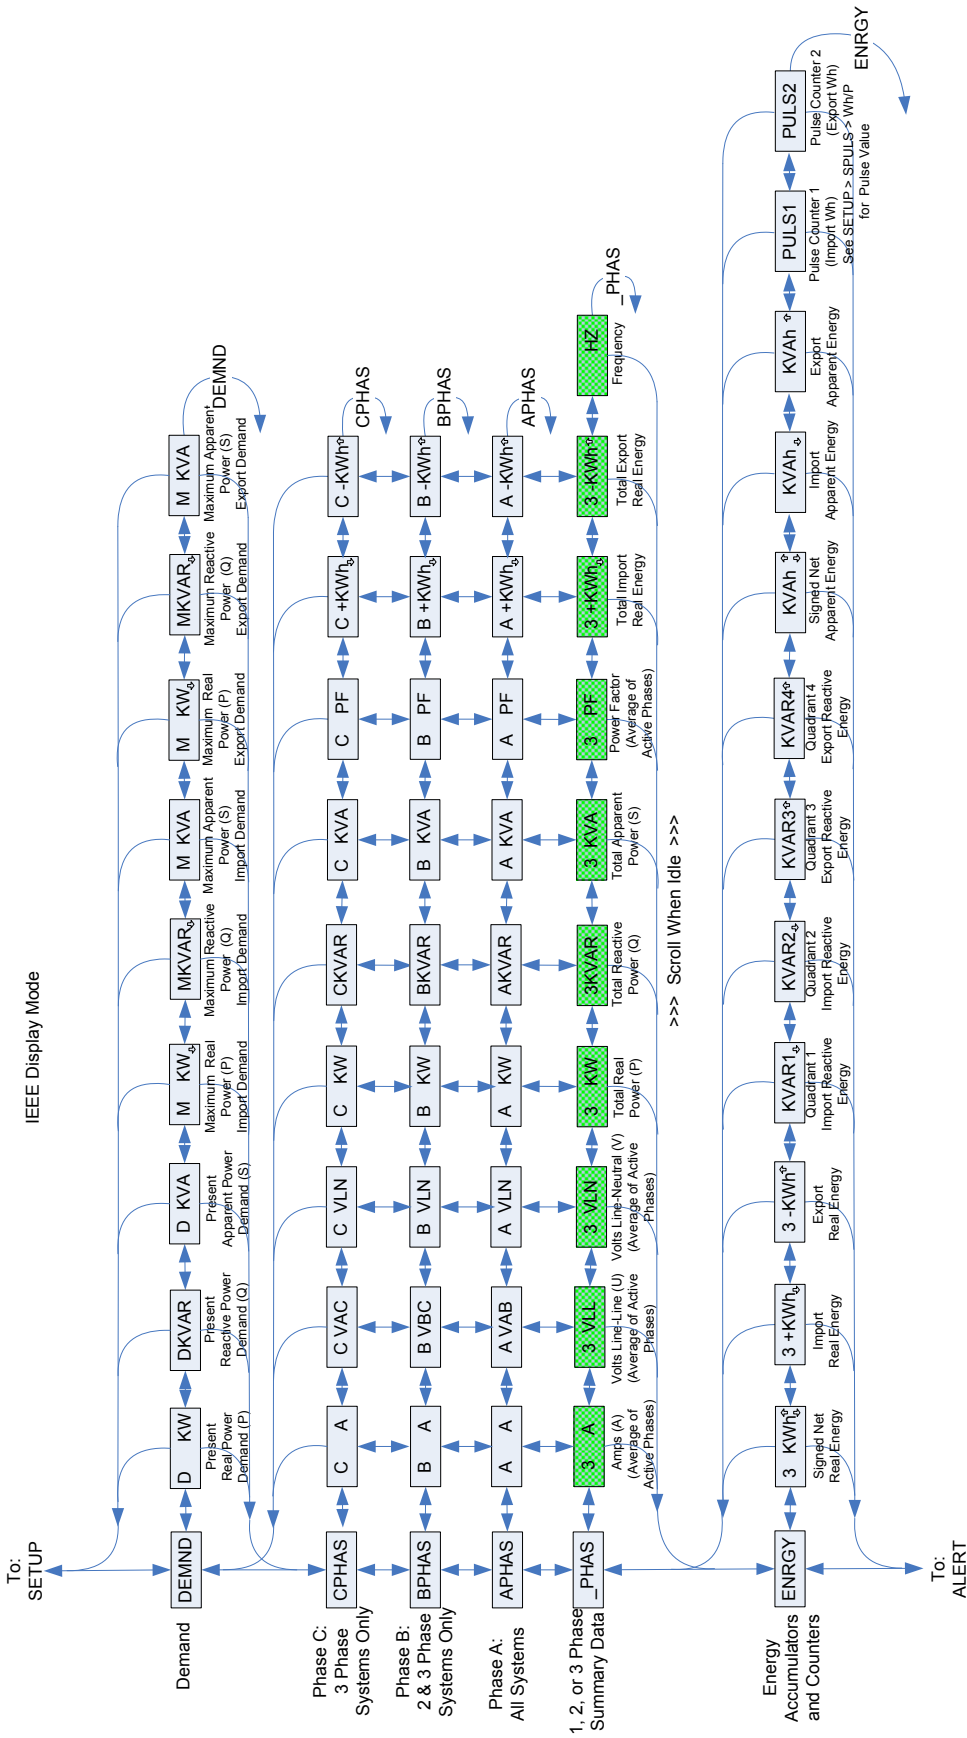 IEEE Display Mode
To:
SETUP
Demand
DEMND
D KW
Present
Real Power
Demand (P)
DKVAR
Present
Reactive Power
Demand (Q)
D KVA
Present
Apparent Power
Demand (S)
M KW
Maximum Real
Power (P)
Import Demand
MKVAR
Maximum Reactive
Power (Q)
Import Demand
M KVA
Maximum Apparent
Power (S)
Import Demand
M KW
Maximum Real
Power (P)
Export Demand
MKVAR
Maximum Reactive
Power (Q)
Export Demand
M KVA
Maximum Apparent
Power (S)
Export Demand
DEMND
Phase C:
3 Phase
Systems Only
CPHAS
C A
C VAC
C VLN
C KW
CKVAR
C KVA
C PF
C +KWh
C -KWh
CPHAS
Phase B:
2 & 3 Phase
Systems Only
BPHAS
B A
B VBC
B VLN
B KW
BKVAR
B KVA
B PF
B +KWh
B -KWh
BPHAS
Phase A:
All Systems
APHAS
A A
A VAB
A VLN
A KW
AKVAR
A KVA
A PF
A +KWh
A -KWh
APHAS
1, 2, or 3 Phase
Summary Data
_PHAS
3 A
Amps (A)
(Average of
Active Phases)
3 VLL
Volts Line-Line (U)
(Average of Active
Phases)
3 VLN
Volts Line-Neutral (V)
(Average of Active
Phases)
3 KW
Total Real
Power (P)
3KVAR
Total Reactive
Power (Q)
3 KVA
Total Apparent
Power (S)
3 PF
Power Factor
(Average of
Active Phases)
3 +KWh
Total Import
Real Energy
3 -KWh
Total Export
Real Energy
HZ
Frequency
_PHAS
>>> Scroll When Idle >>>
Energy
Accumulators
and Counters
ENRGY
3 KWh
Signed Net
Real Energy
3 +KWh
Import
Real Energy
3 -KWh
Export
Real Energy
KVAR1
Quadrant 1
Import Reactive
Energy
KVAR2
Quadrant 2
Import Reactive
Energy
KVAR3
Quadrant 3
Export Reactive
Energy
KVAR4
Quadrant 4
Export Reactive
Energy
KVAh
Signed Net
Apparent Energy
KVAh
Import
Apparent Energy
KVAh
Export
Apparent Energy
PULS1
Pulse Counter 1
(Import Wh)
PULS2
Pulse Counter 2
(Export Wh)
See SETUP > SPULS > Wh/P
for Pulse Value
ENRGY
To:
ALERT